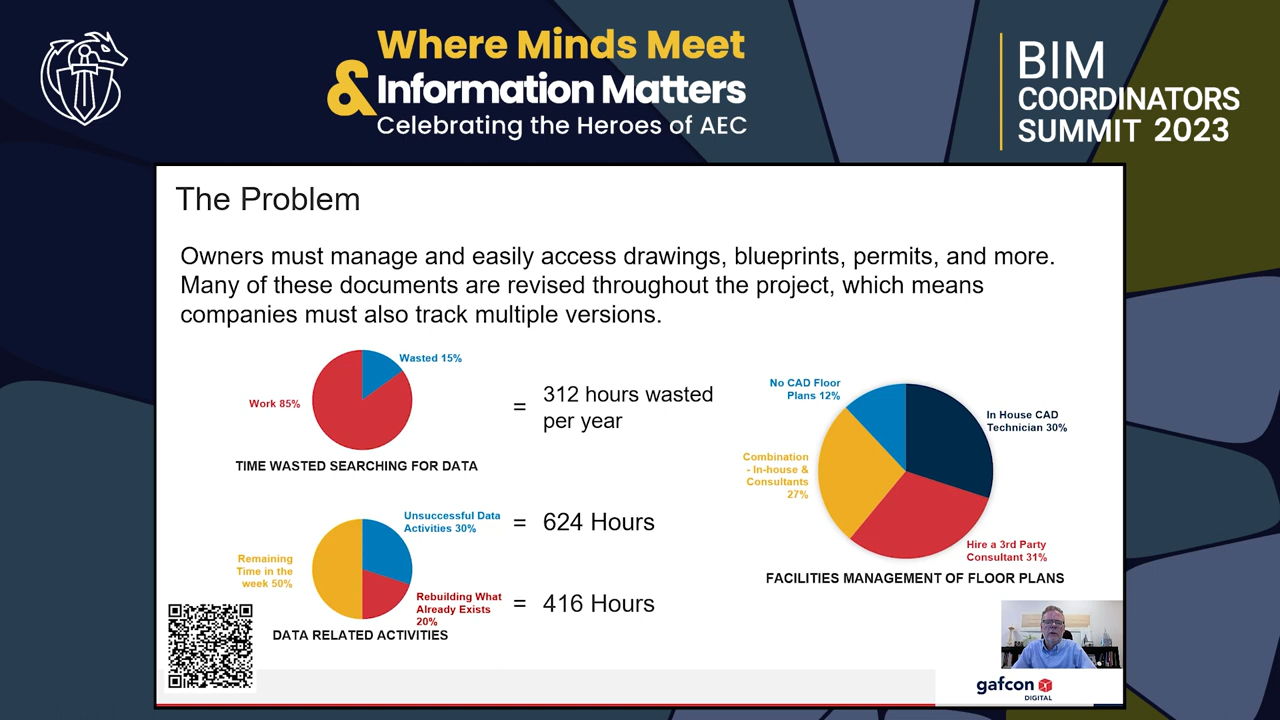 Where Minds Meet
& Information Matters
Celebrating the Heroes of AEC
BIM
COORDINATORS
SUMMIT 2023
The Problem
Owners must manage and easily access drawings, blueprints, permits, and more.
Many of these documents are revised throughout the project, which means
companies must also track multiple versions.
Wasted 15%
Work 85%
TIME WASTED SEARCHING FOR DATA
=
312 hours wasted
per year
Unsuccessful Data
Activities 30%
Remaining
Time in the
week 50%
Rebuilding What
Already Exists
20%
DATA RELATED ACTIVITIES
= 624 Hours
= 416 Hours
No CAD Floor
Plans 12%
In House CAD
Technician 30%
Combination
- In-house &
Consultants
27%
Hire a 3rd Party
Consultant 31%
FACILITIES MANAGEMENT OF FLOOR PLANS
gafcon
DIGITAL